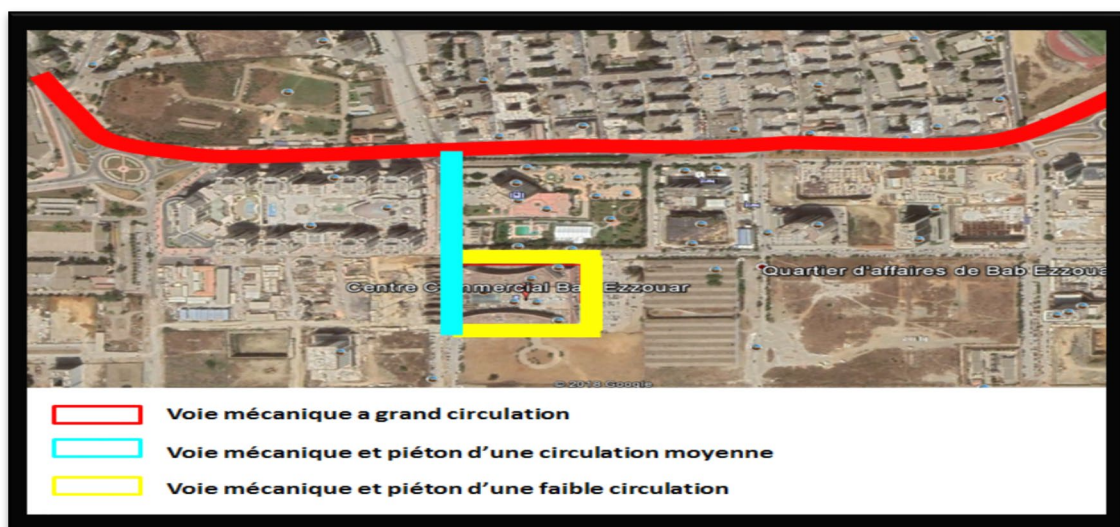 Quartier d'affaires de Bab Ezzoua
Centre Commercial Bab Ezzouar
© 2018 Google
Voie mécanique a grand circulation
Voie mécanique et piéton d'une circulation moyenne
Voie mécanique et piéton d'une faible circulation